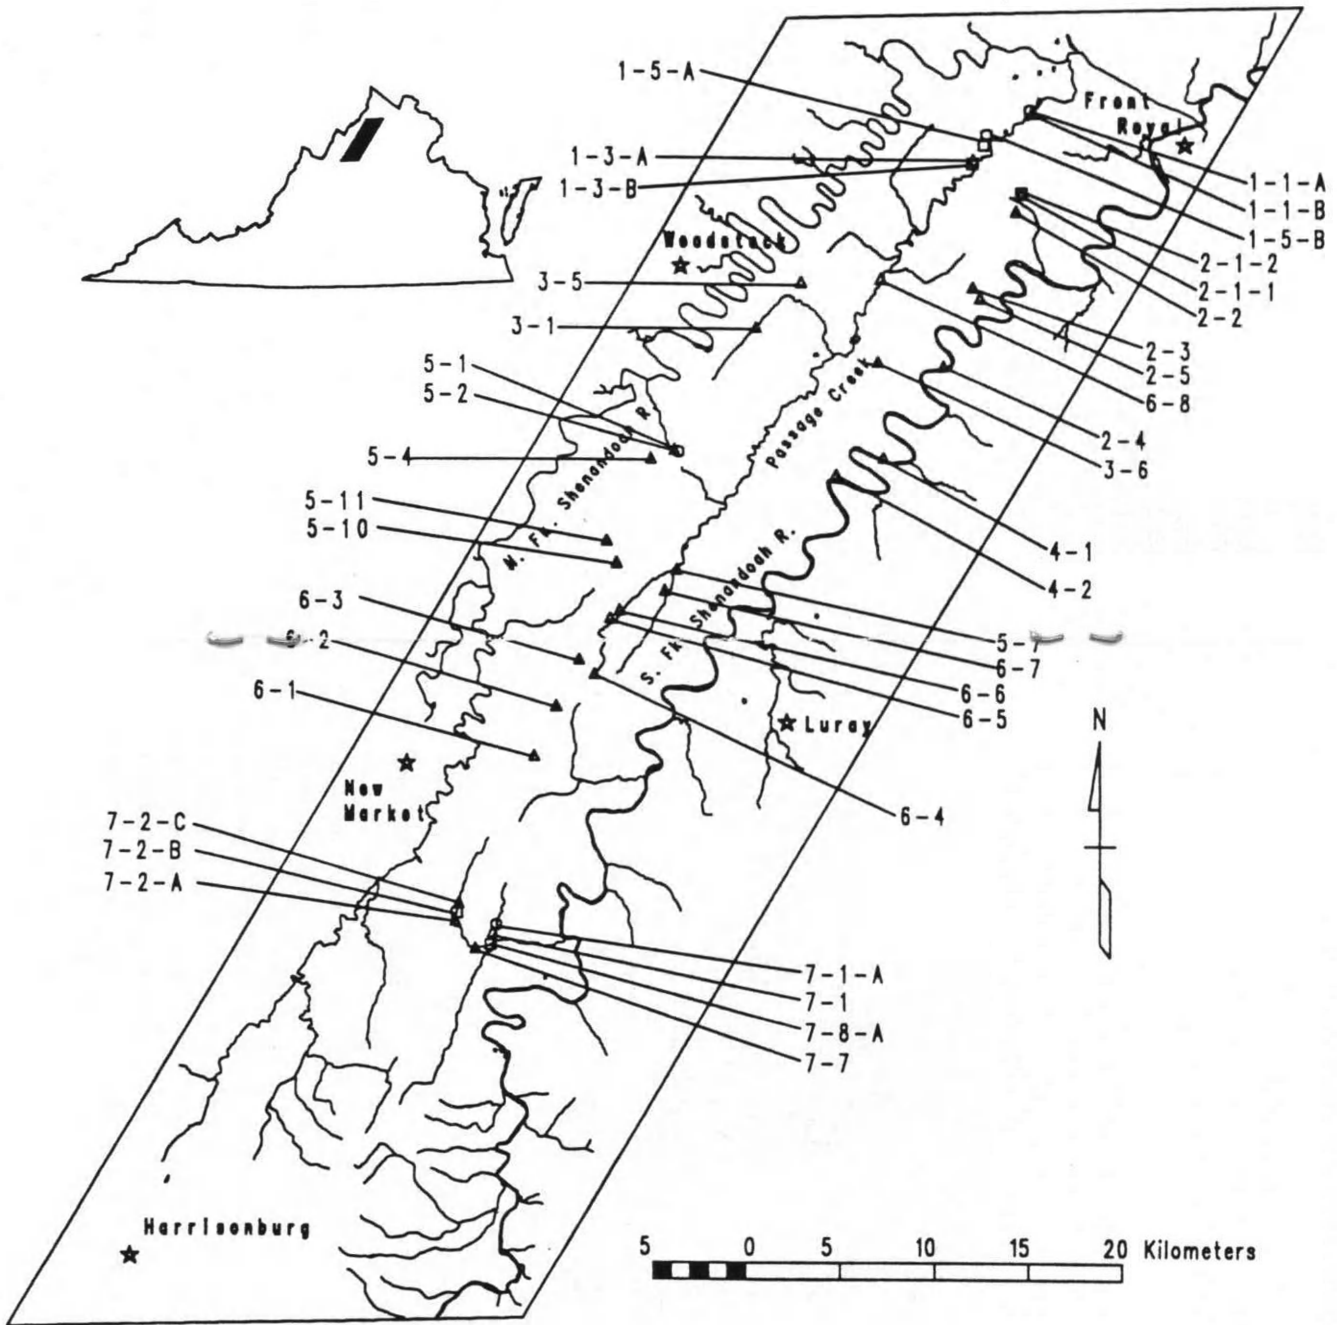 1-5-A
1-3-A
1-3-B
Front
Royal
1-1-A
1-1-B
1-5-B
2-1-2
2-1-1
2-2
2-3
2-5
6-8
2-4
3-6
Woodstock
3-5
3-1
5-1
5-2
5-4
5-11
5-10
6-3
6-2
6-1
N. Fk. Shenandoah R.
Passage Creek
S. Fk. Shenandoah R.
4-1
4-2
5-7
6-7
6-6
6-5
Luray
N
6-4
New
Market
7-2-C
7-2-B
7-2-A
7-1-A
7-1
7-8-A
7-7
Harrisonburg
5 0 5 10 15 20 Kilometers